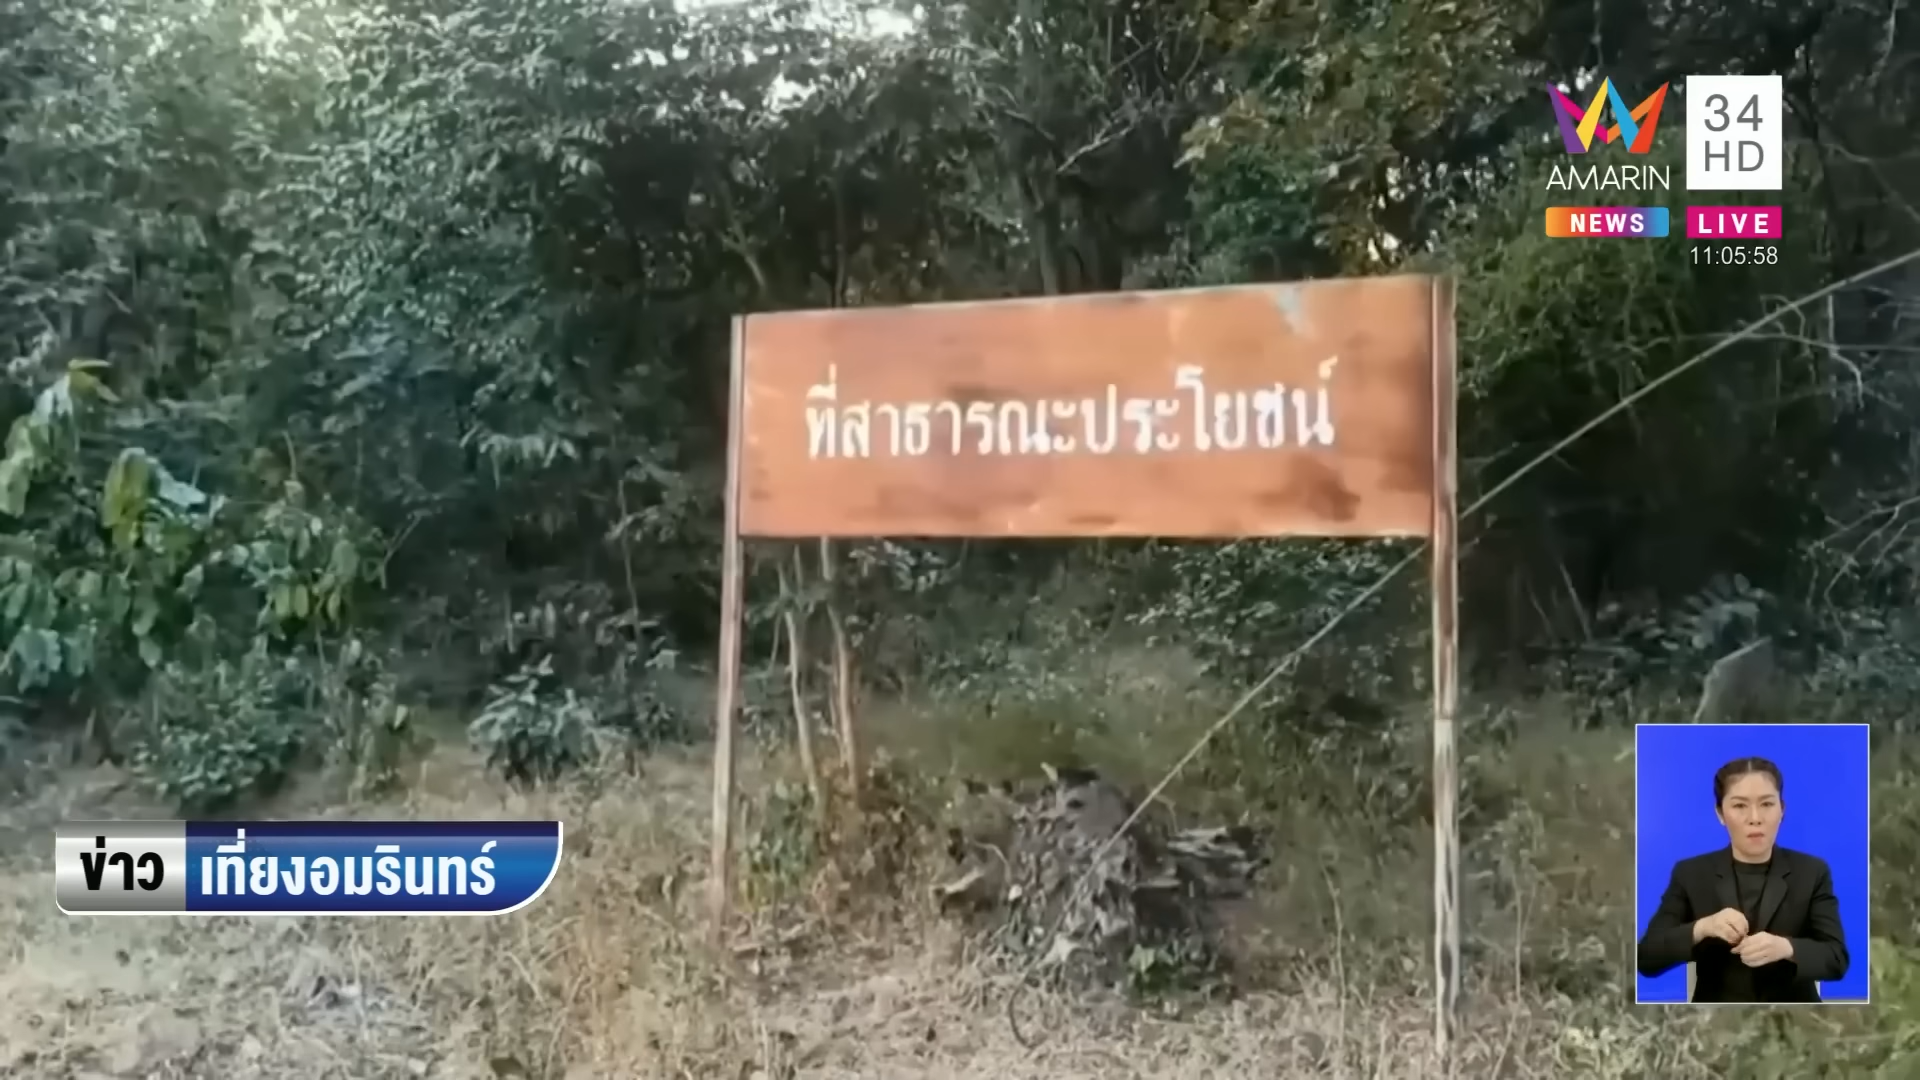 AMARIN
34
HD
NEWS
LIVE
11:05:58
ที่สาธารณะประโยชน์
ข่าว เที่ยงอมรินทร์